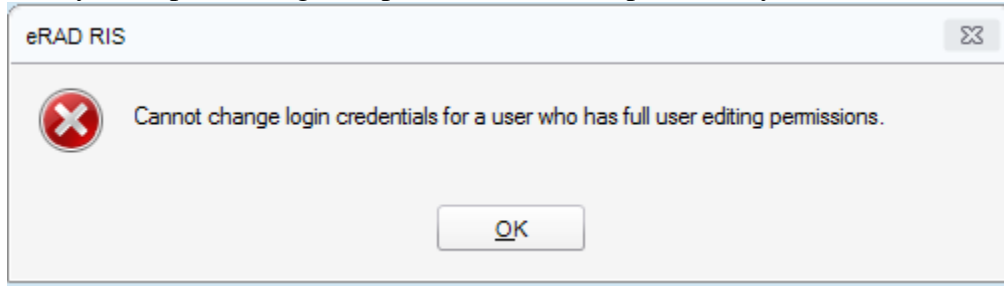 eRAD RIS
Cannot change login credentials for a user who has full user editing permissions.
OK